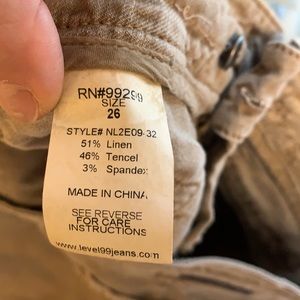 RN#99299
SIZE
26
STYLE# NL2E09-32
51% Linen
46% Tencel
3% Spandex
MADE IN CHINA
SEE REVERSE
FOR CARE
INSTRUCTIONS
www.level99jeans.com